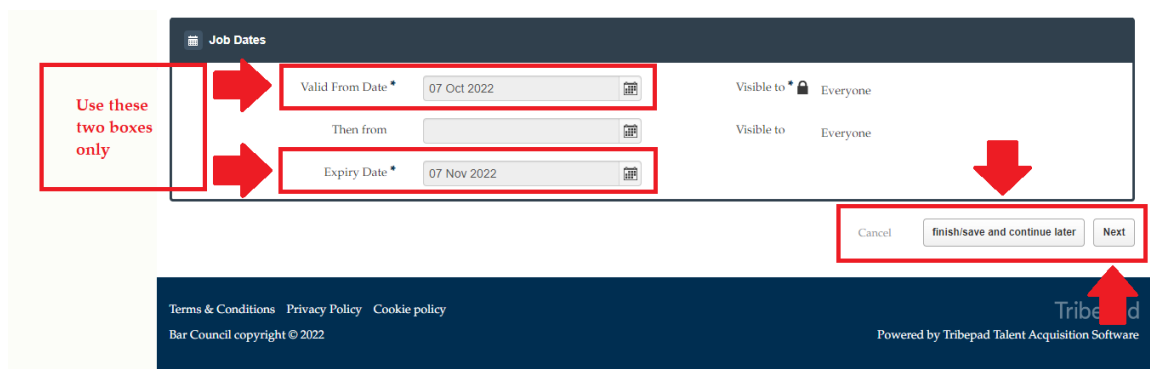 Job Dates
Use these
two boxes
only
Valid From Date *
07 Oct 2022
Visible to *
Everyone
Then from
Visible to
Everyone
Expiry Date *
07 Nov 2022
Cancel
finish/save and continue later
Next
Terms & Conditions Privacy Policy Cookie policy
Bar Council copyright © 2022
Powered by Tribepad Talent Acquisition Software